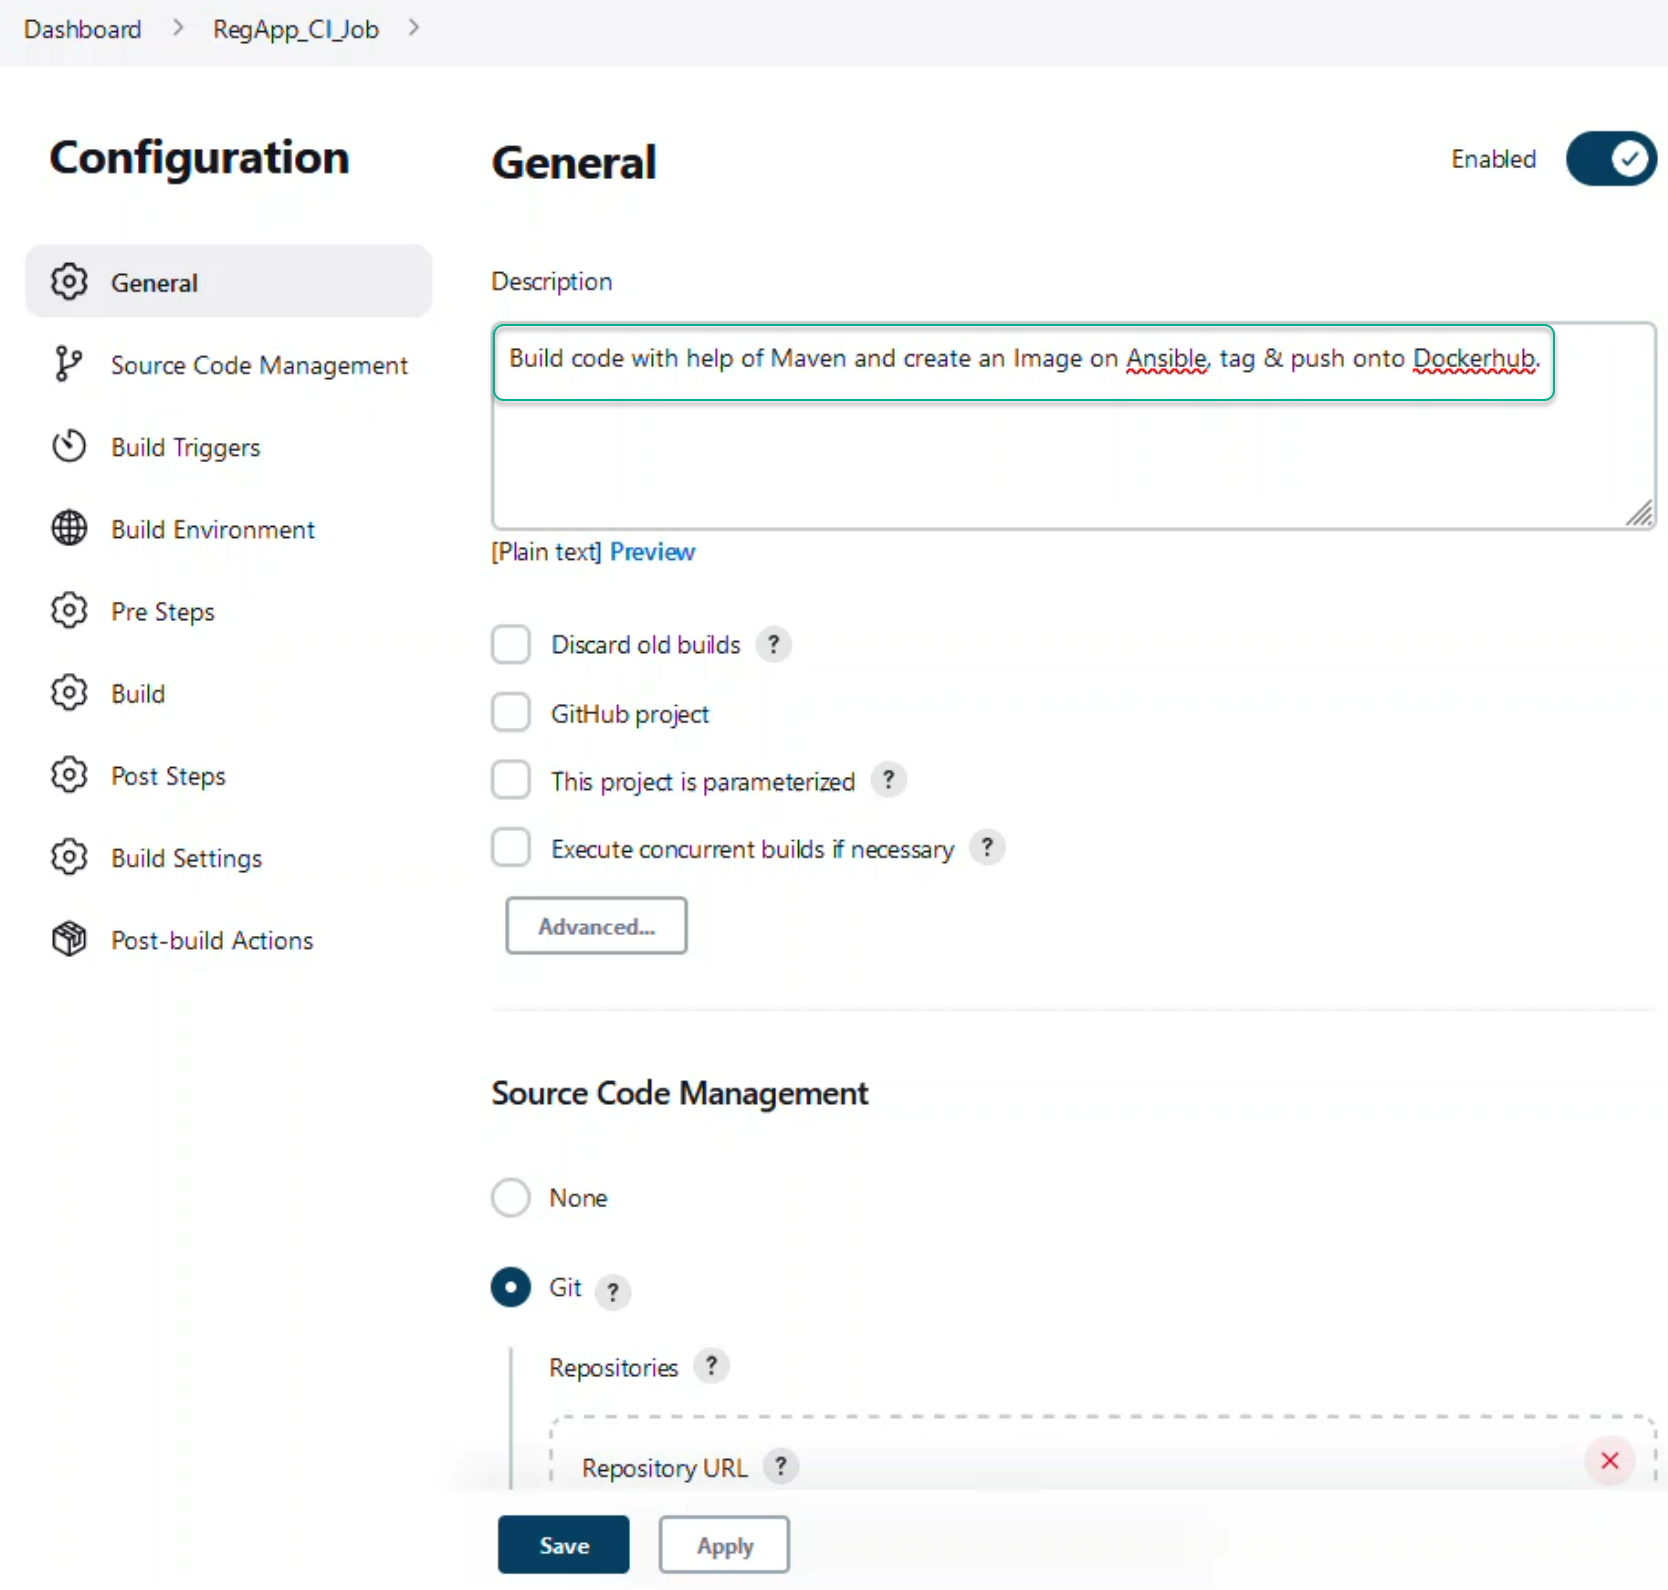 Dashboard > RegApp_CI_Job >
Configuration
General
Source Code Management
Build Triggers
Build Environment
Pre Steps
Build
Post Steps
Build Settings
Post-build Actions
General
Enabled
Description
Build code with help of Maven and create an Image on Ansible, tag & push onto Dockerhub.
[Plain text] Preview
Discard old builds ?
GitHub project
This project is parameterized ?
Execute concurrent builds if necessary ?
Advanced...
Source Code Management
None
Git ?
Repositories ?
Repository URL ?
Save Apply